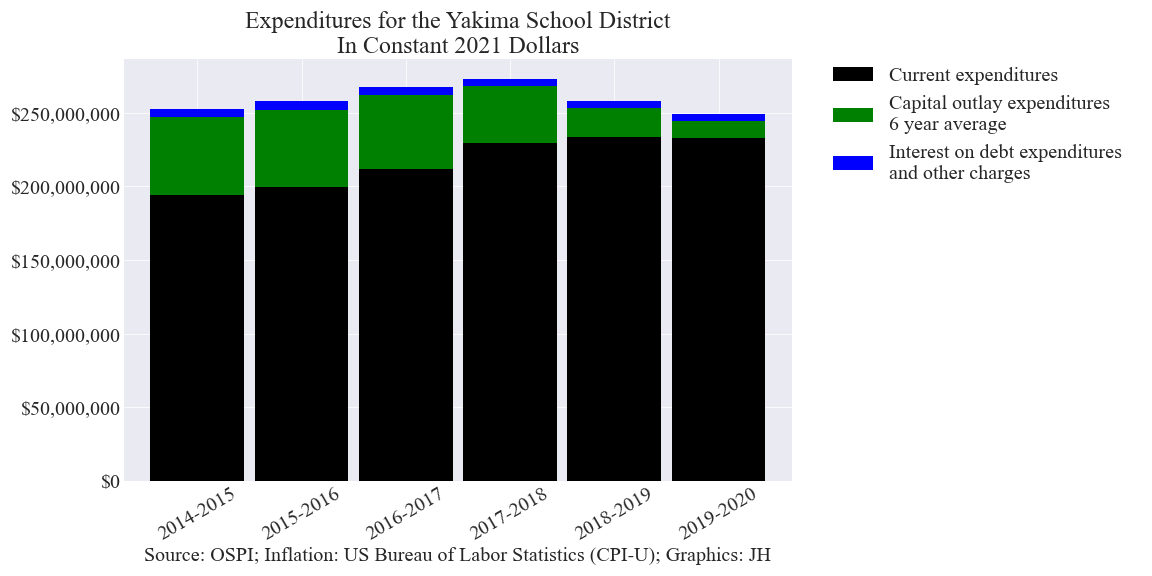 Expenditures for the Yakima School District
In Constant 2021 Dollars
Current expenditures
Capital outlay expenditures
6 year average
Interest on debt expenditures
and other charges
$250,000,000
$200,000,000
$150,000,000
$100,000,000
$50,000,000
$0
2014-2015
2015-2016
2016-2017
2017-2018
2018-2019
2019-2020
Source: OSPI; Inflation: US Bureau of Labor Statistics (CPI-U); Graphics: JH